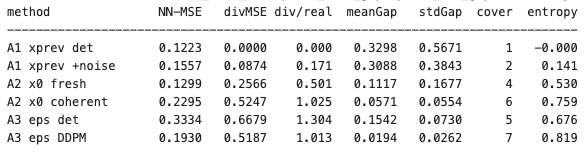 method NN-MSE divMSE div/real meanGap stdGap cover entropy
--------------------------------------------------------------------------------
A1 xprev det 0.1223 0.0000 0.000 0.3298 0.5671 1 -0.000
A1 xprev +noise 0.1557 0.0874 0.171 0.3088 0.3843 2 0.141
A2 x0 fresh 0.1299 0.2566 0.501 0.1117 0.1677 4 0.530
A2 x0 coherent 0.2295 0.5247 1.025 0.0571 0.0554 6 0.759
A3 eps det 0.3334 0.6679 1.304 0.1542 0.0730 5 0.676
A3 eps DDPM 0.1930 0.5187 1.013 0.0194 0.0262 7 0.819